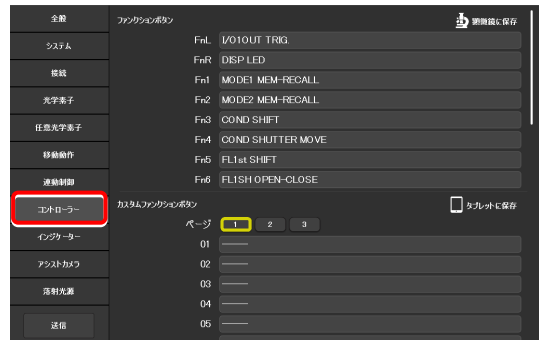 全般
システム
接続
光学素子
任意光学素子
移動動作
連動制御
コントローラー
インジケーター
アシストカメラ
落射光源
送信
ファンクションボタン
顕微鏡に保存
FnL I/O1OUT TRIG.
FnR DISP LED
Fn1 MODE1 MEM-RECALL
Fn2 MODE2 MEM-RECALL
Fn3 COND SHIFT
Fn4 COND SHUTTER MOVE
Fn5 FL1st SHIFT
Fn6 FL1SH OPEN-CLOSE
カスタムファンクションボタン
タブレットに保存
ページ 1 2 3
01 ――
02 ――
03 ――
04 ――
05 ――